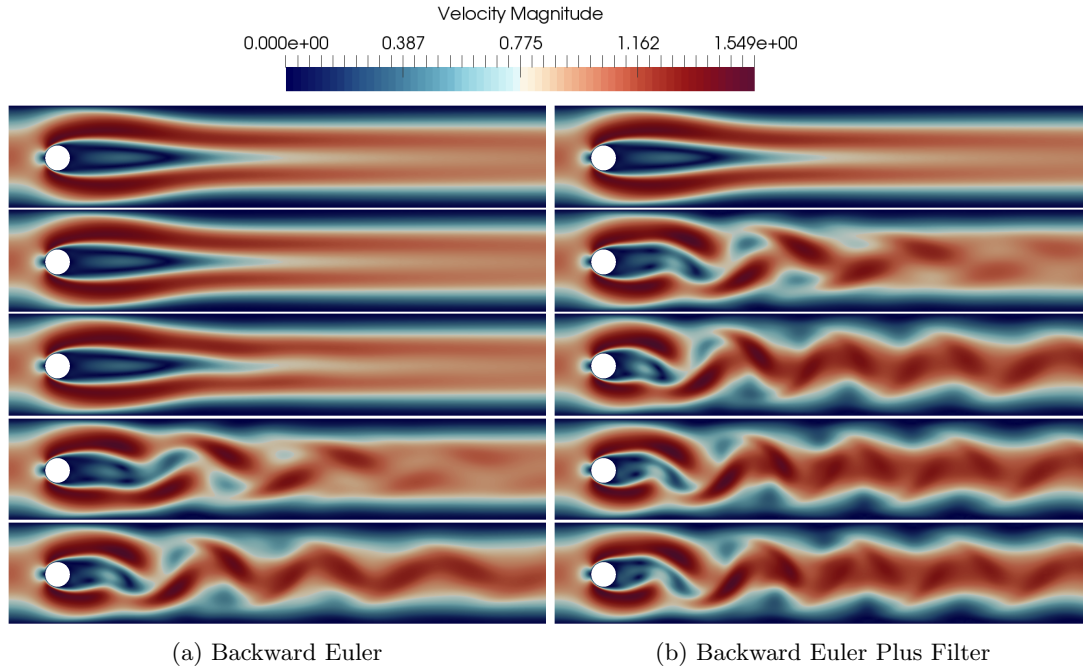 Velocity Magnitude
0.000e+00 0.387 0.775 1.162 1.549e+00
(a) Backward Euler
(b) Backward Euler Plus Filter